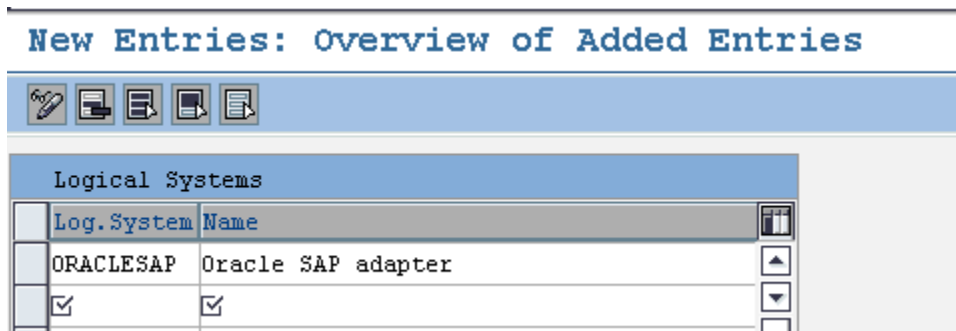 New Entries: Overview of Added Entries
Logical Systems
Log.System Name
ORACLESAP Oracle SAP adapter